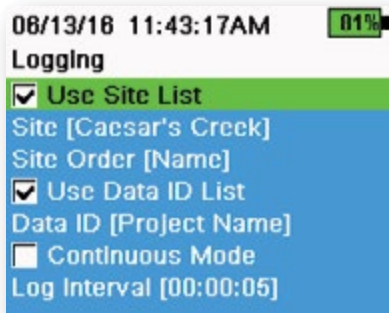 06/13/16 11:43:17AM 81%
Logging
Use Site List
Site [Caesar's Creek]
Site Order [Name]
Use Data ID List
Data ID [Project Name]
Continuous Mode
Log Interval [00:00:05]